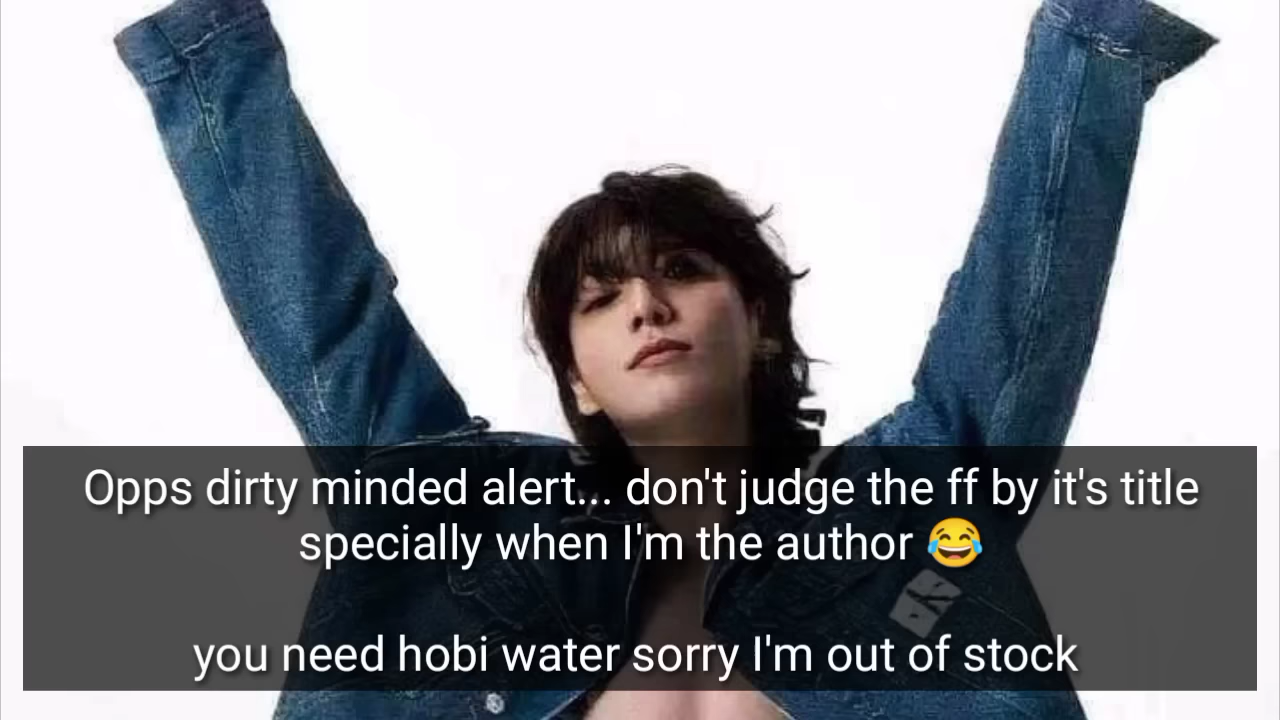 Opps dirty minded alert... don't judge the ff by it's title
specially when I'm the author 😂
you need hobi water sorry I'm out of stock